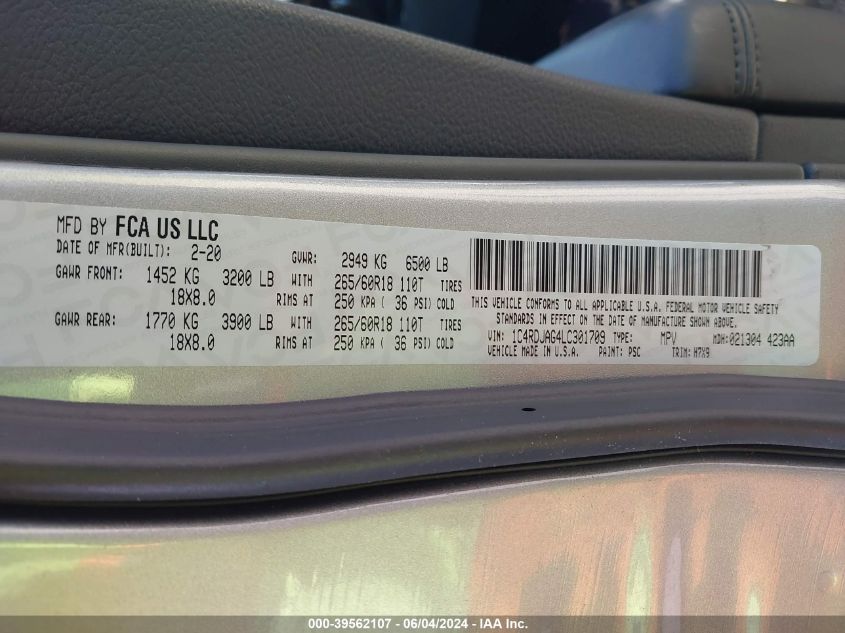 MFD BY FCA US LLC
DATE OF MFR(BUILT): 2-20 GVWR: 2949 KG 6500 LB
GAWR FRONT: 1452 KG 3200 LB WITH 265/60R18 110T TIRES
18X8.0 RIMS AT 250 KPA ( 36 PSI) COLD
GAWR REAR: 1770 KG 3900 LB WITH 265/60R18 110T TIRES
18X8.0 RIMS AT 250 KPA ( 36 PSI) COLD
THIS VEHICLE CONFORMS TO ALL APPLICABLE U.S.A. FEDERAL MOTOR VEHICLE SAFETY
STANDARDS IN EFFECT ON THE DATE OF MANUFACTURE SHOWN ABOVE.
VIN: 1C4RDJAG4LC301709 TYPE: MPV MDH:021304 423AA
VEHICLE MADE IN U.S.A. PAINT: PSC TRIM: H7X9
000-39562107 - 06/04/2024 - IAA Inc.